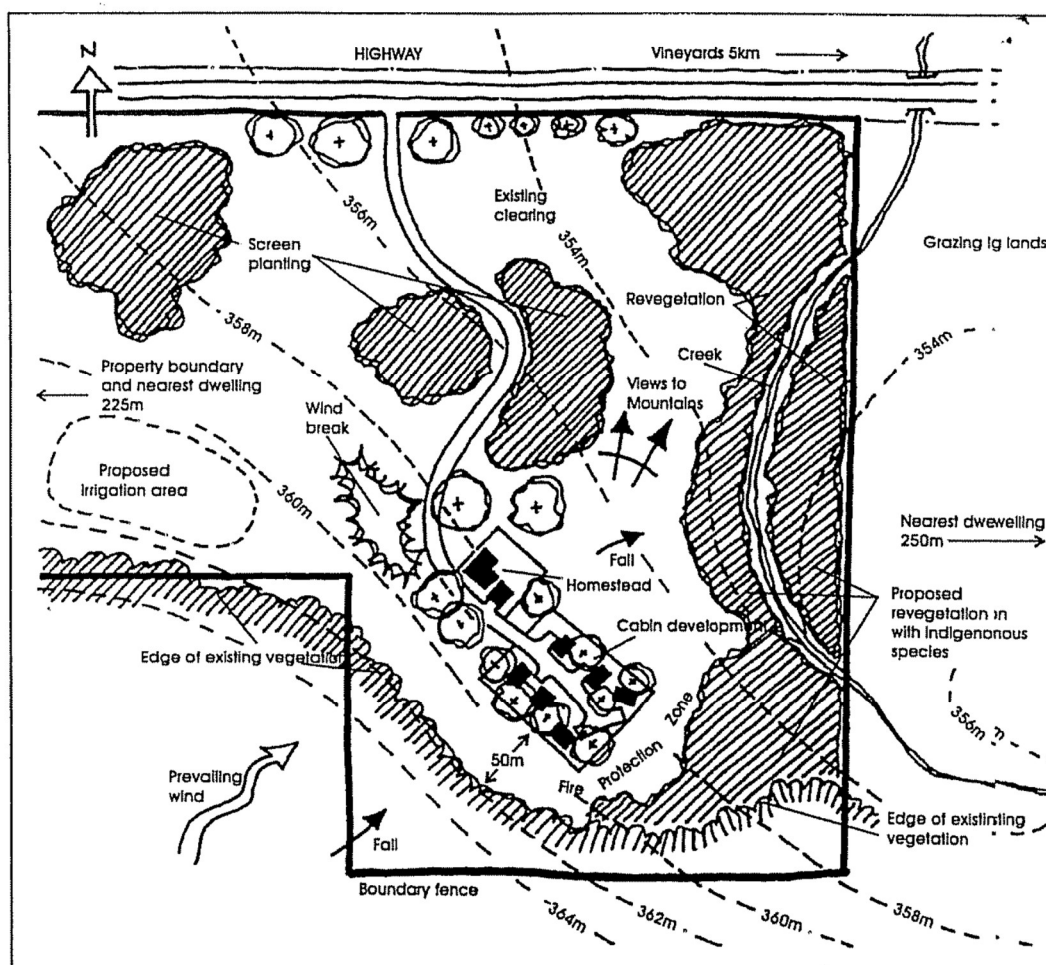 N
HIGHWAY
Vineyards 5km
356m
Existing
clearing
354m
Screen
planting
Grazing lg lands
Revegetation
358m
Creek
354m
Property boundary
and nearest dwelling
225m
Views to
Mountains
Wind
break
Proposed
irrigation area
360m
Nearest dwewelling
250m
Fall
Homestead
Proposed
revegetation in
with indigenonous
species
Cabin development
Edge of existing vegetation
356m
50m
Fire Protection Zone
Prevailing
wind
Edge of existinting
vegetation
Fall
Boundary fence
364m
362m
360m
358m